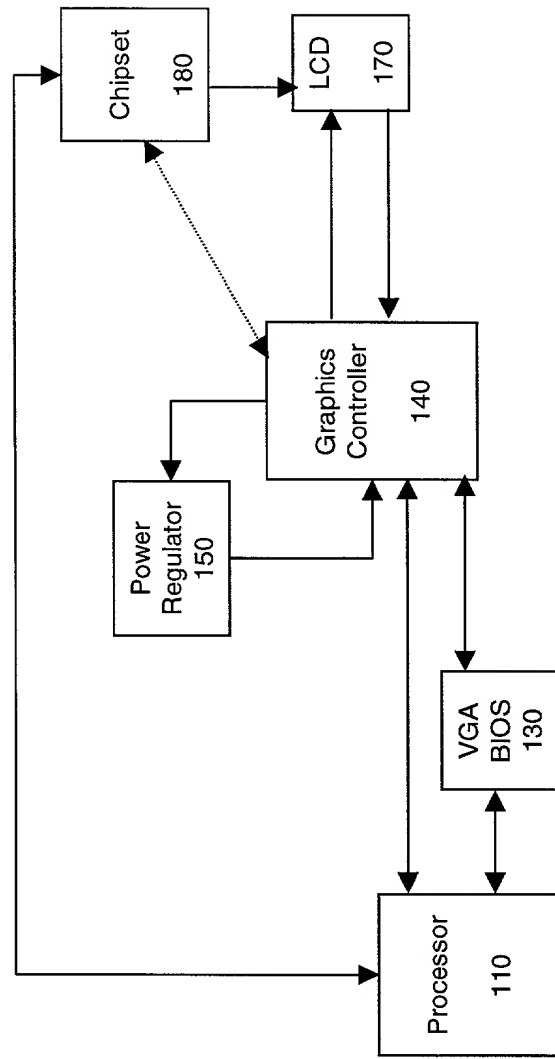 Chipset
180
LCD
170
Power
Regulator
150
Graphics
Controller
140
VGA
BIOS
130
Processor
110